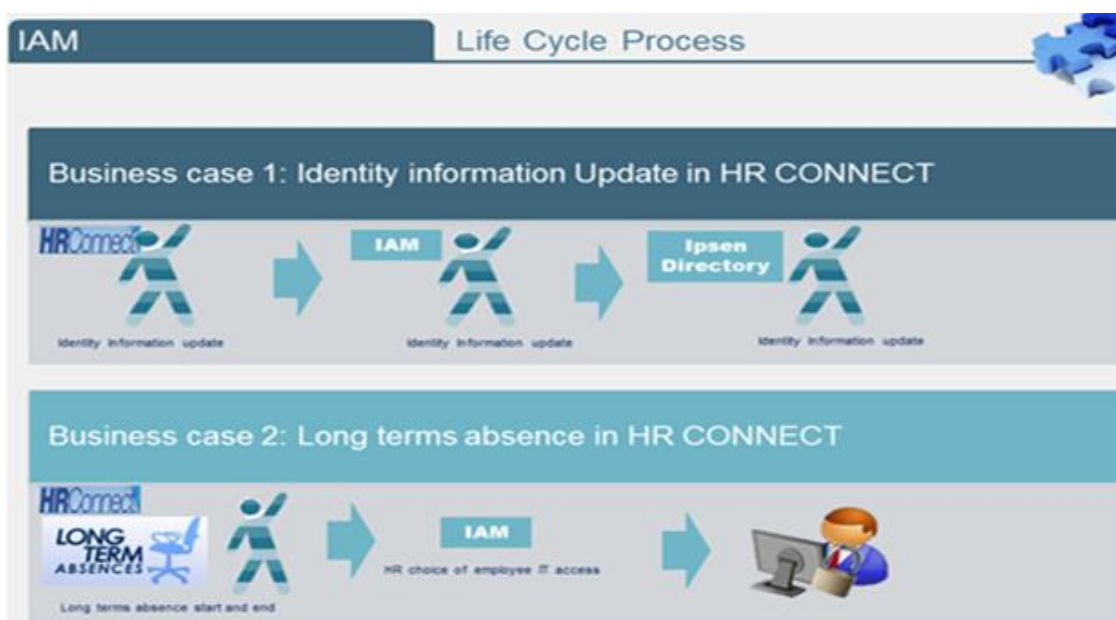 IAM
Life Cycle Process
Business case 1: Identity information Update in HR CONNECT
HRConnect
IAM
Ipsen
Directory
Identity information update
Identity information update
Identity information update
Business case 2: Long terms absence in HR CONNECT
HRConnect
LONG
TERM
ABSENCES
IAM
HR choice of employee IT access
Long terms absence start and end